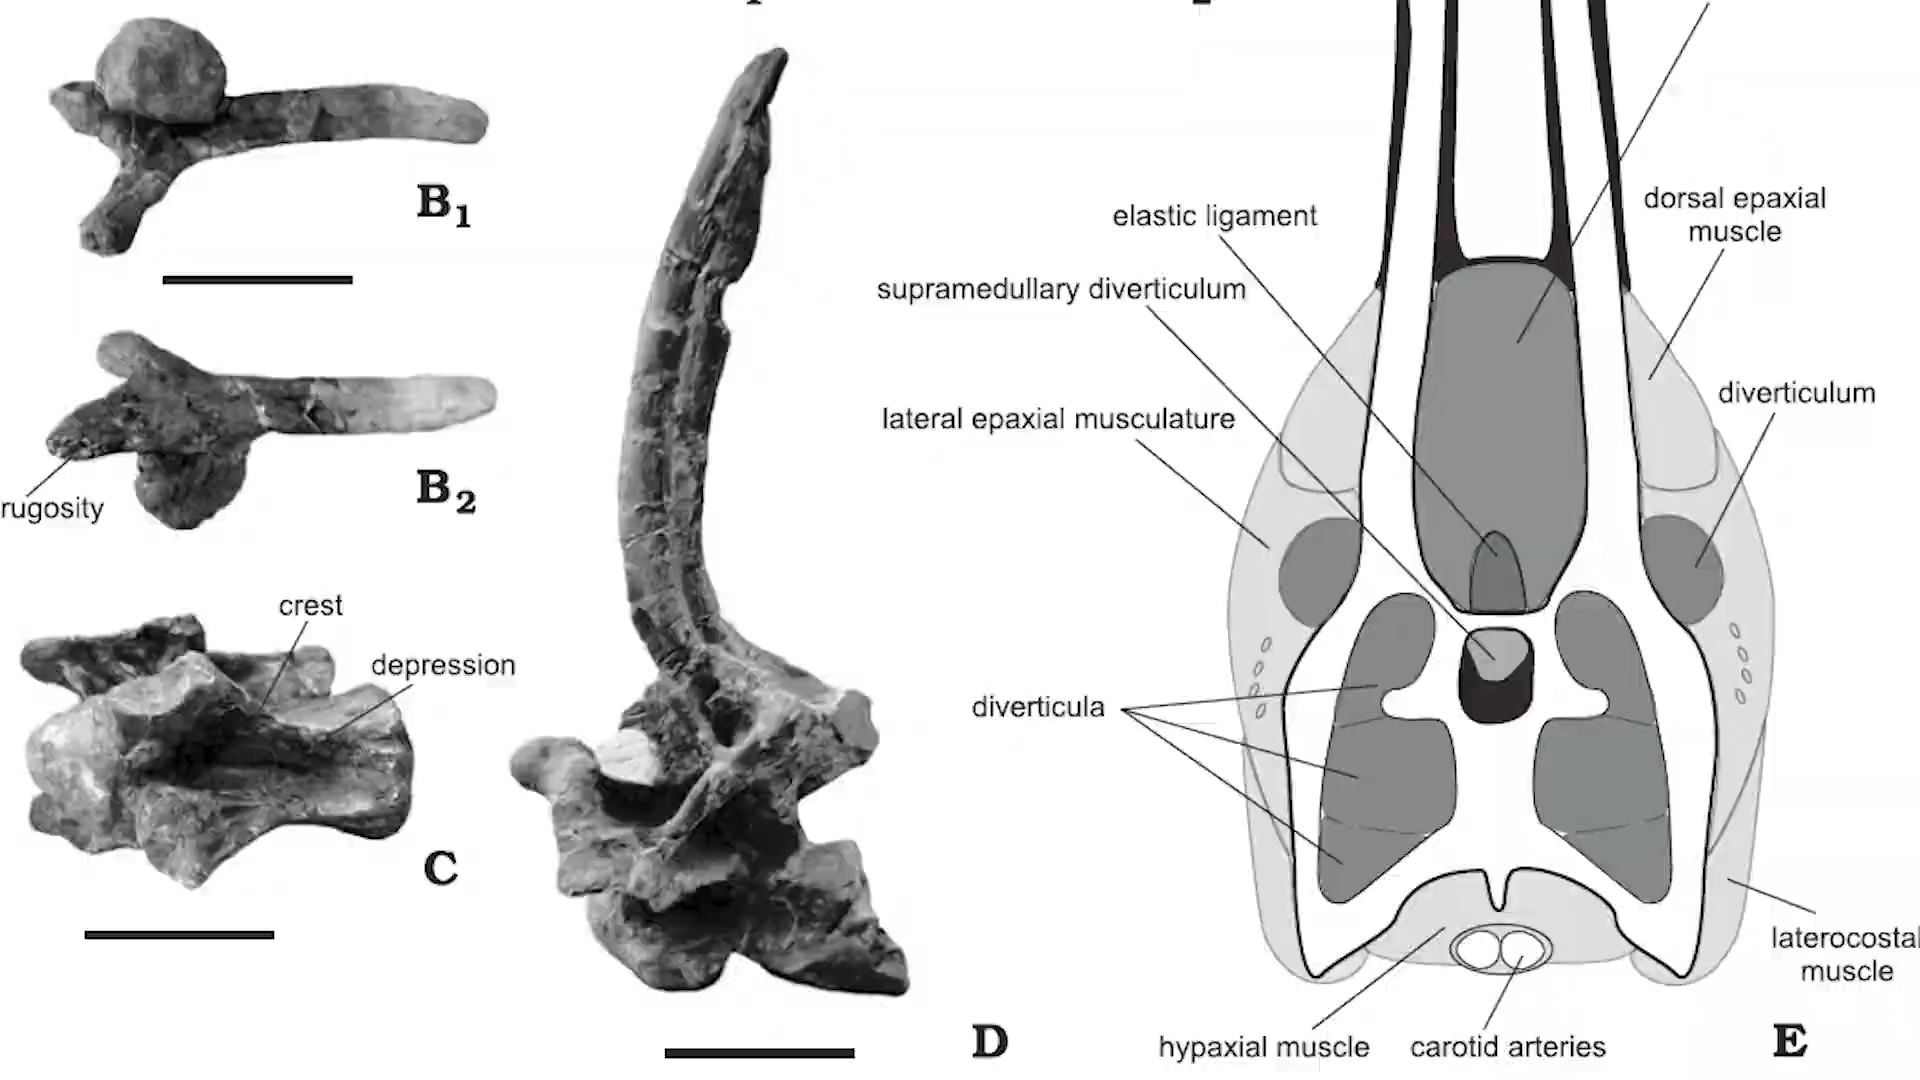 B1
elastic ligament
dorsal epaxial
muscle
supramedullary diverticulum
diverticulum
lateral epaxial musculature
B2
rugosity
crest
depression
diverticula
C
laterocostal
muscle
D
hypaxial muscle
carotid arteries
E